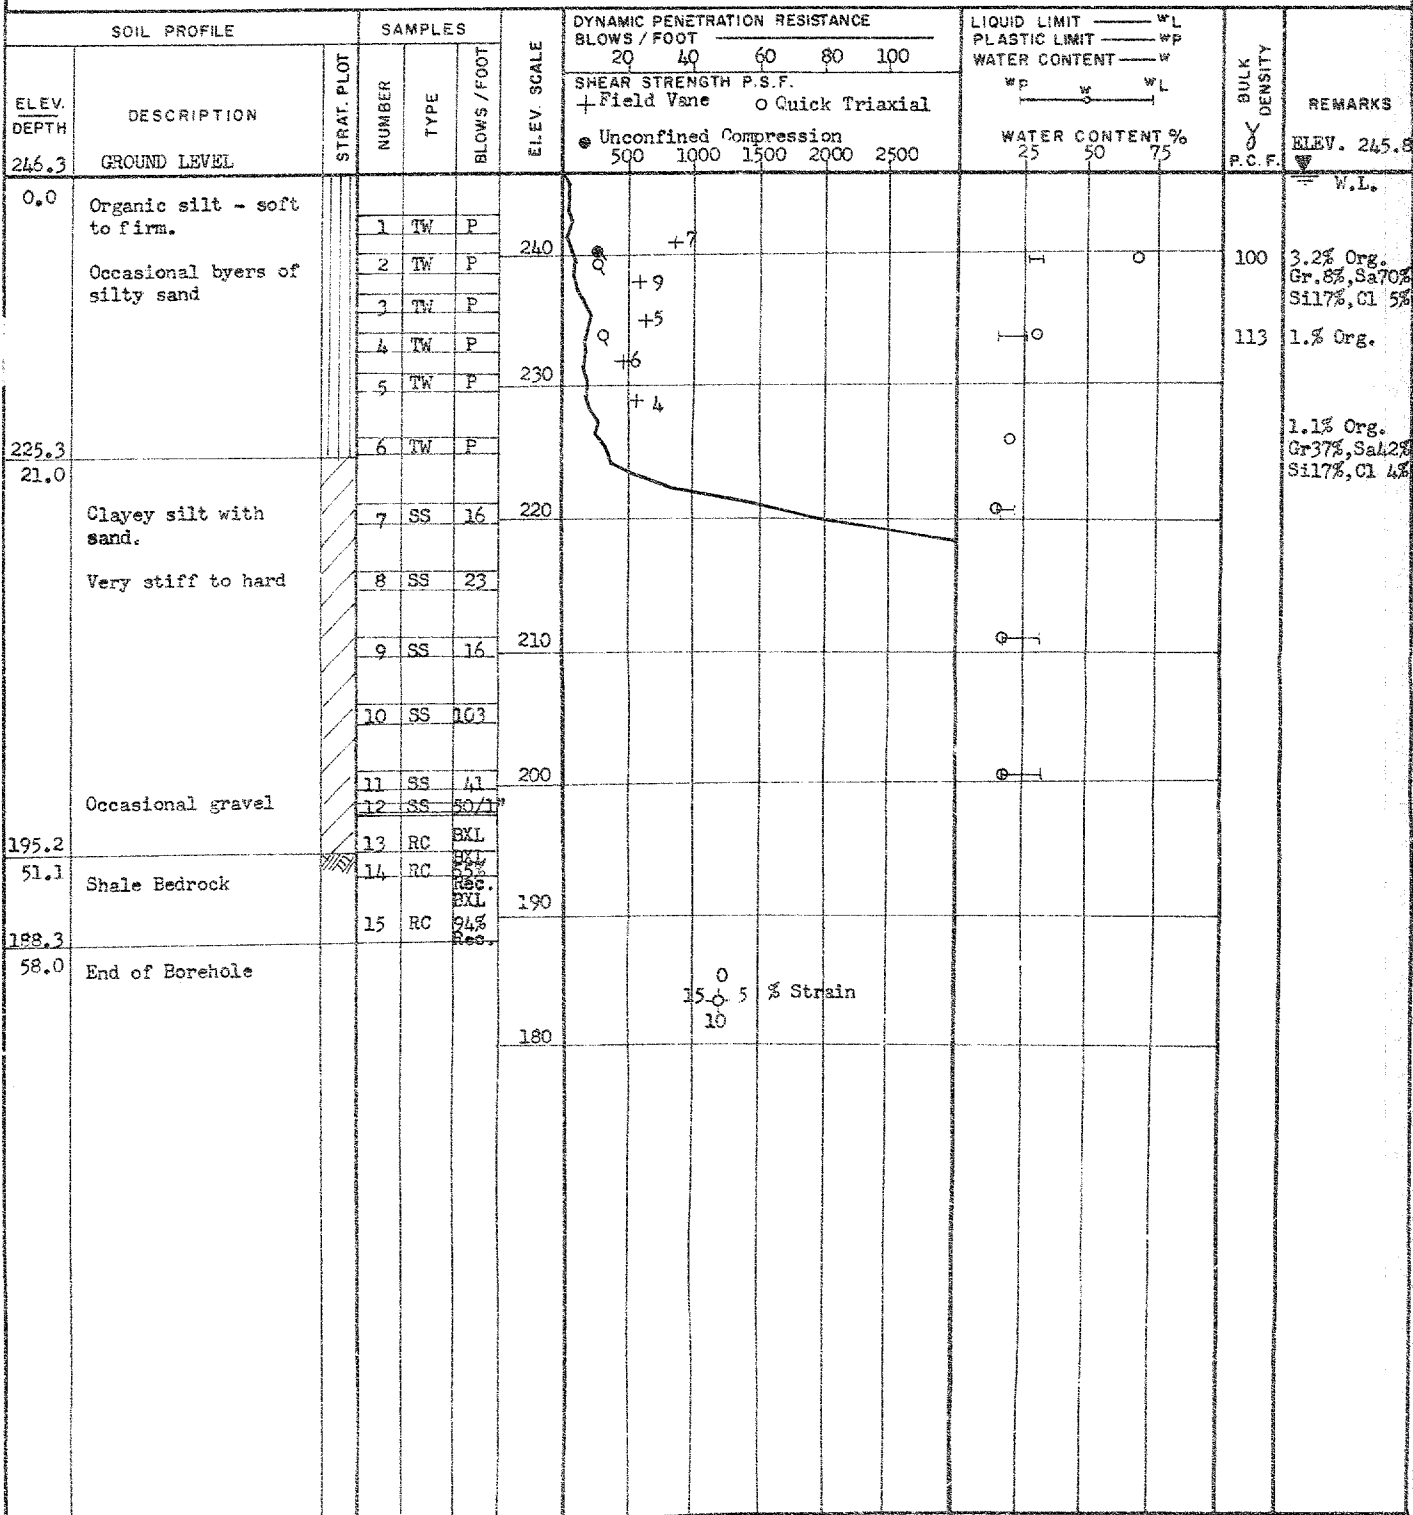 SOIL PROFILE
SAMPLES
ELEV. SCALE
DYNAMIC PENETRATION RESISTANCE
BLOWS / FOOT
20 40 60 80 100
SHEAR STRENGTH P.S.F.
+ Field Vane o Quick Triaxial
● Unconfined Compression
500 1000 1500 2000 2500
LIQUID LIMIT —— WL
PLASTIC LIMIT —— WP
WATER CONTENT —— W
WP W WL
WATER CONTENT %
25 50 75
BULK DENSITY
γ
P.C.F.
REMARKS
ELEV. 245.8
W.L.
ELEV.
DEPTH
DESCRIPTION
STRAT. PLOT
NUMBER
TYPE
BLOWS / FOOT
246.3 GROUND LEVEL
0.0
Organic silt - soft
to firm.
Occasional byers of
silty sand
1 TW P
240
+7
2 TW P
100
3.2% Org.
Gr.8%,Sa70%
Si17%,Cl 5%
+9
3 TW P
+5
4 TW P
113 1.% Org.
+6
5 TW P
230
+4
1.1% Org.
Gr37%,Sa42%
Si17%,Cl 4%
6 TW P
225.3
21.0
Clayey silt with
sand.
7 SS 16
220
Very stiff to hard
8 SS 23
9 SS 16
210
10 SS 103
11 SS 41
200
Occasional gravel
12 SS 50/1"
13 RC BXL
195.2
51.1
Shale Bedrock
14 RC BXL
55%
Rec.
190
15 RC BXL
94%
Rec.
188.3
58.0
End of Borehole
0
15 5 % Strain
10
180